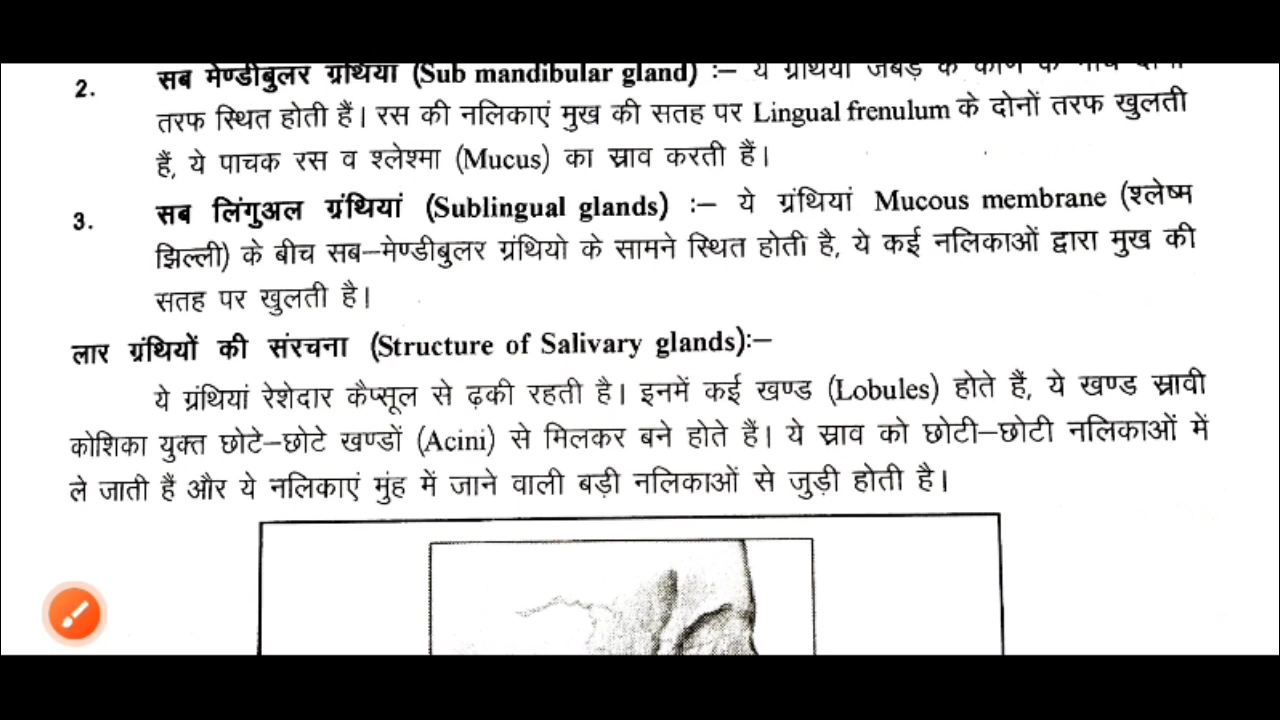 2. सब मेण्डीबुलर ग्रंथियां (Sub mandibular gland) :– ये ग्रंथियां जबड़े के कोण के नीचे दोनों
तरफ स्थित होती हैं। रस की नलिकाएं मुख की सतह पर Lingual frenulum के दोनों तरफ खुलती
हैं, ये पाचक रस व श्लेश्मा (Mucus) का स्राव करती हैं।
3. सब लिंगुअल ग्रंथियां (Sublingual glands) :– ये ग्रंथियां Mucous membrane (श्लेष्म
झिल्ली) के बीच सब–मेण्डीबुलर ग्रंथियो के सामने स्थित होती है, ये कई नलिकाओं द्वारा मुख की
सतह पर खुलती है।
लार ग्रंथियों की संरचना (Structure of Salivary glands):–
ये ग्रंथियां रेशेदार कैप्सूल से ढ़की रहती है। इनमें कई खण्ड (Lobules) होते हैं, ये खण्ड स्रावी
कोशिका युक्त छोटे–छोटे खण्डों (Acini) से मिलकर बने होते हैं। ये स्राव को छोटी–छोटी नलिकाओं में
ले जाती हैं और ये नलिकाएं मुंह में जाने वाली बड़ी नलिकाओं से जुड़ी होती है।